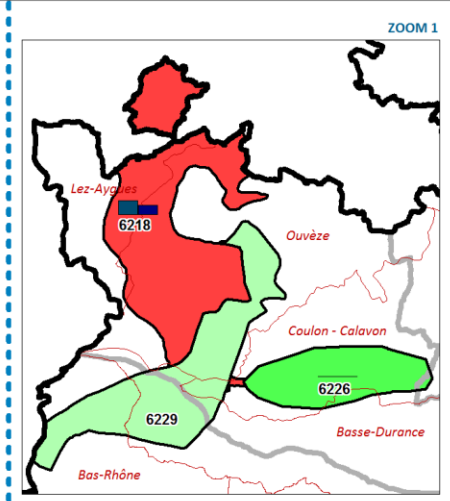 ZOOM 1
Lez-Aygues
6218
Ouvèze
Coulon - Calavon
6226
6229
Basse-Durance
Bas-Rhône